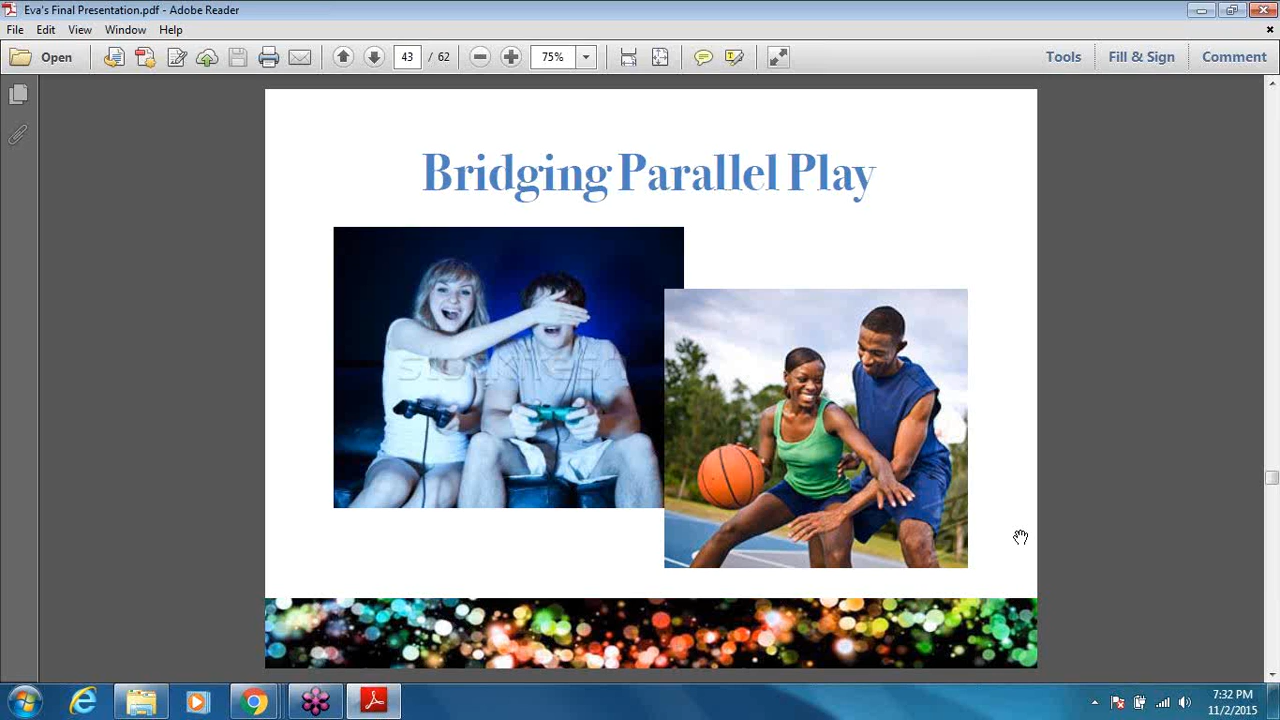 Eva's Final Presentation.pdf - Adobe Reader
File Edit View Window Help
Open 43 / 62 75% Tools Fill & Sign Comment
Bridging Parallel Play
7:32 PM
11/2/2015